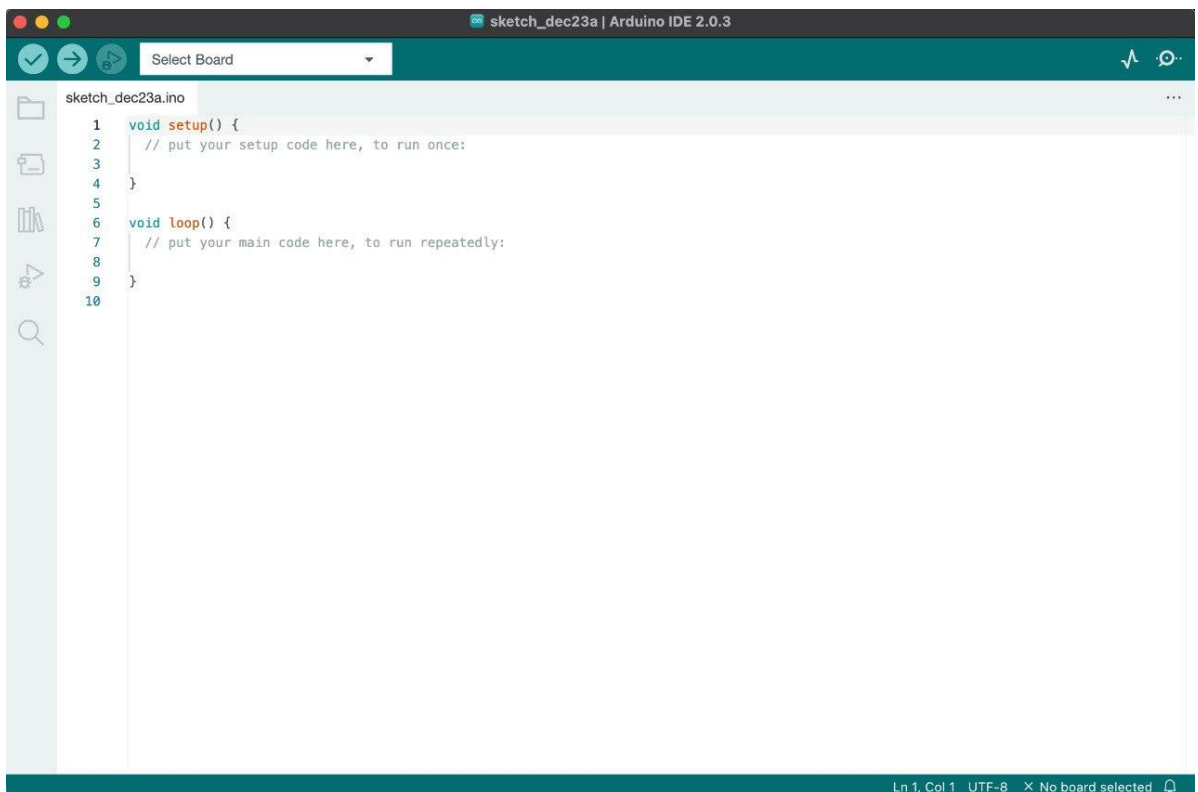 sketch_dec23a | Arduino IDE 2.0.3
Select Board
sketch_dec23a.ino
...
1 void setup() {
2 // put your setup code here, to run once:
3
4 }
5
6 void loop() {
7 // put your main code here, to run repeatedly:
8
9 }
10
Ln 1, Col 1 UTF-8 × No board selected